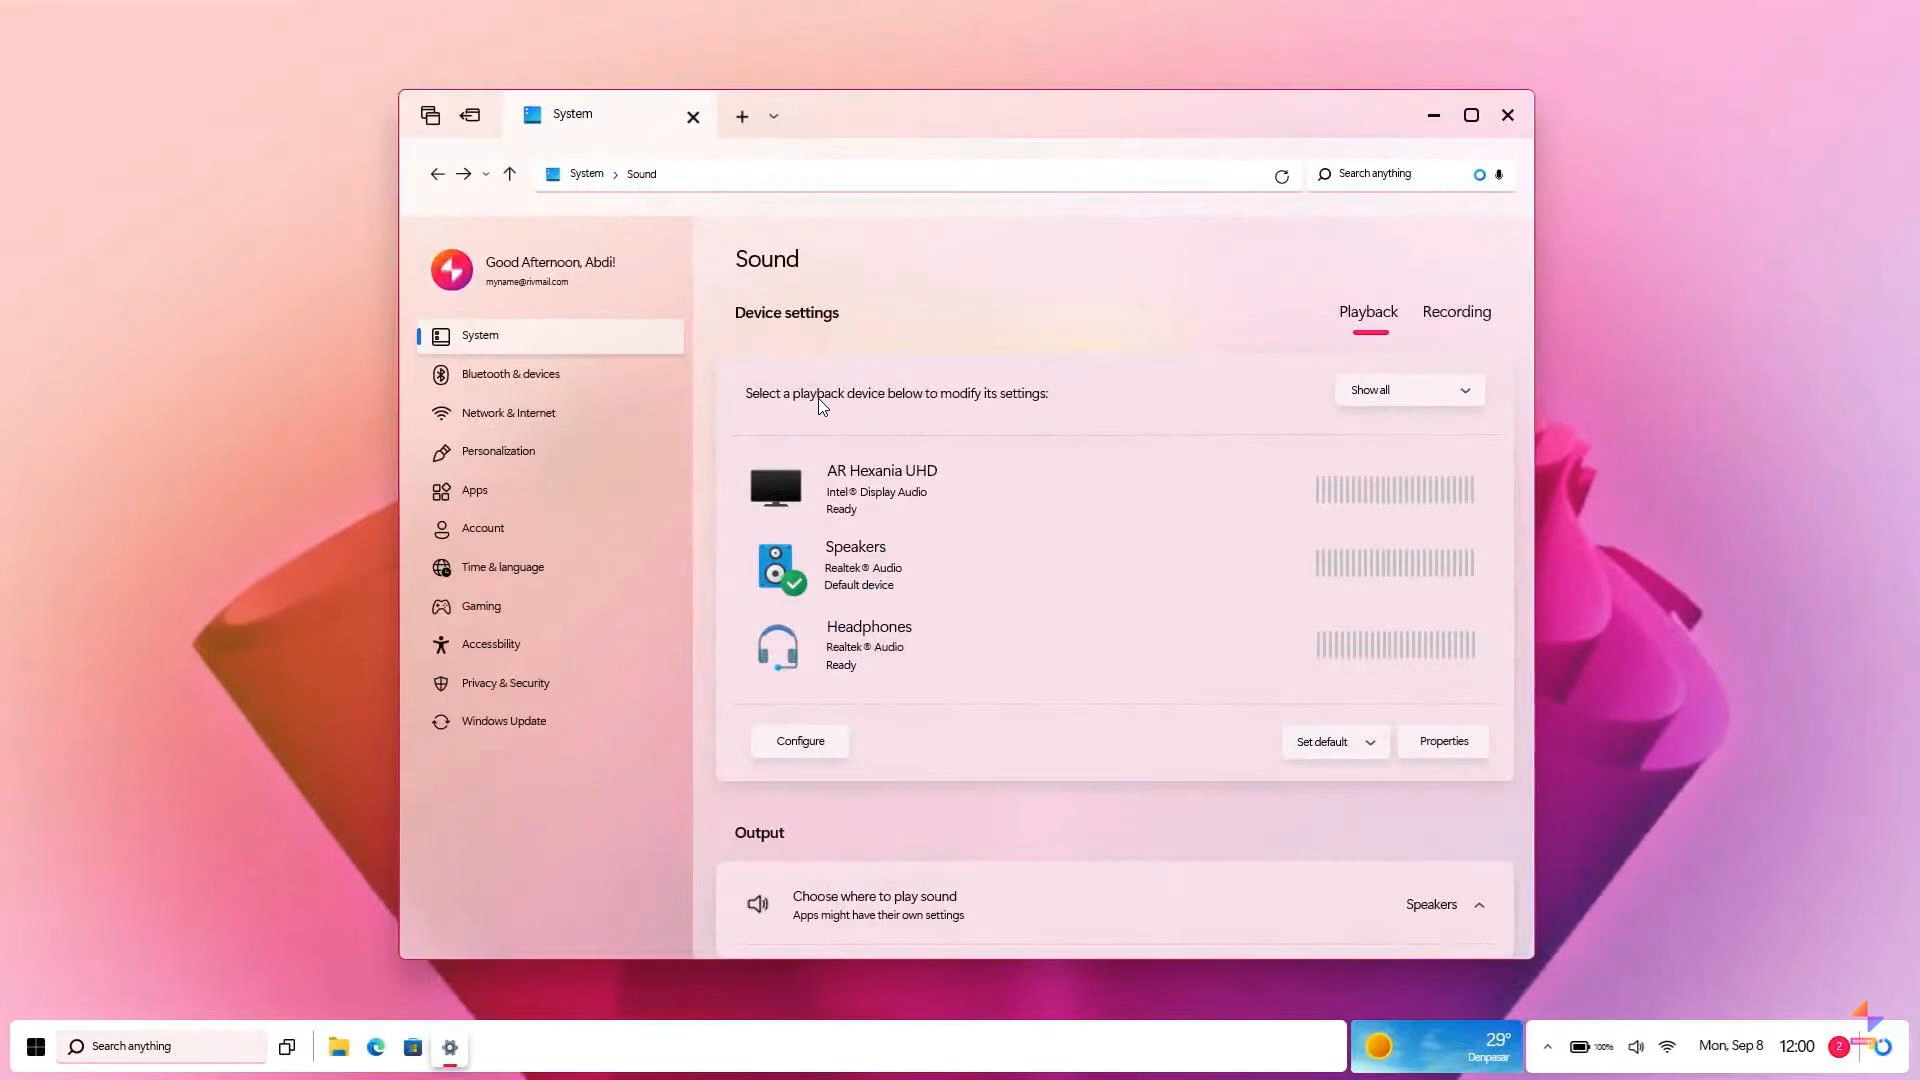 System
System > Sound
Search anything
Good Afternoon, Abdi!
myname@rivmail.com
System
Bluetooth & devices
Network & Internet
Personalization
Apps
Account
Time & language
Gaming
Accessbility
Privacy & Security
Windows Update
Sound
Device settings
Playback
Recording
Select a playback device below to modify its settings:
Show all
AR Hexania UHD
Intel® Display Audio
Ready
Speakers
Realtek® Audio
Default device
Headphones
Realtek® Audio
Ready
Configure
Set default
Properties
Output
Choose where to play sound
Apps might have their own settings
Speakers
Search anything
29°
Denpasar
100%
Mon, Sep 8
12:00
2